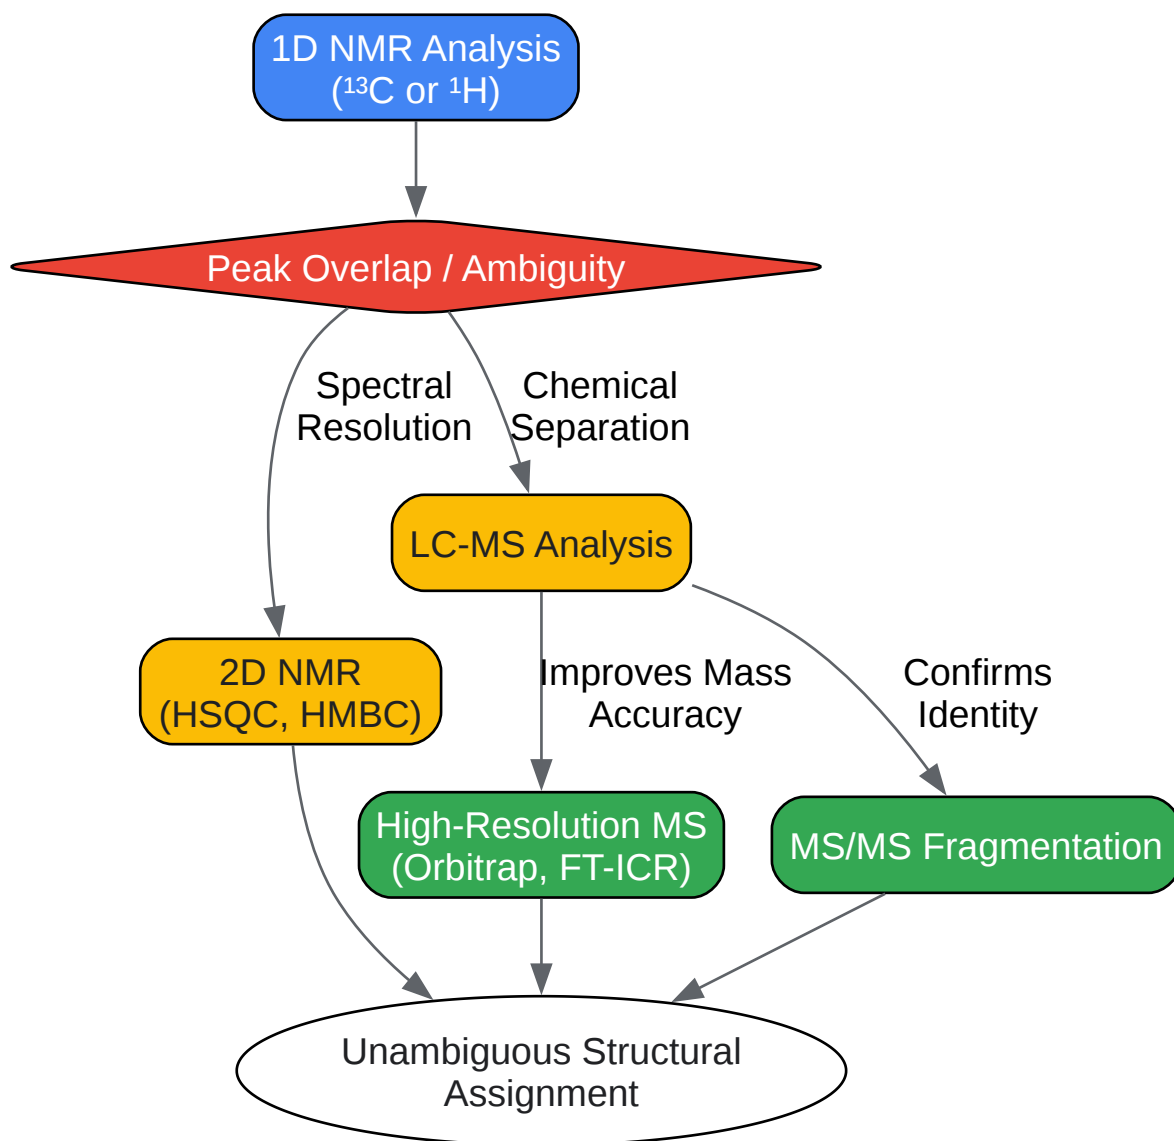 1D NMR Analysis
(¹³C or ¹H)
Peak Overlap / Ambiguity
Spectral
Resolution
Chemical
Separation
LC-MS Analysis
2D NMR
(HSQC, HMBC)
Improves Mass
Accuracy
Confirms
Identity
High-Resolution MS
(Orbitrap, FT-ICR)
MS/MS Fragmentation
Unambiguous Structural
Assignment